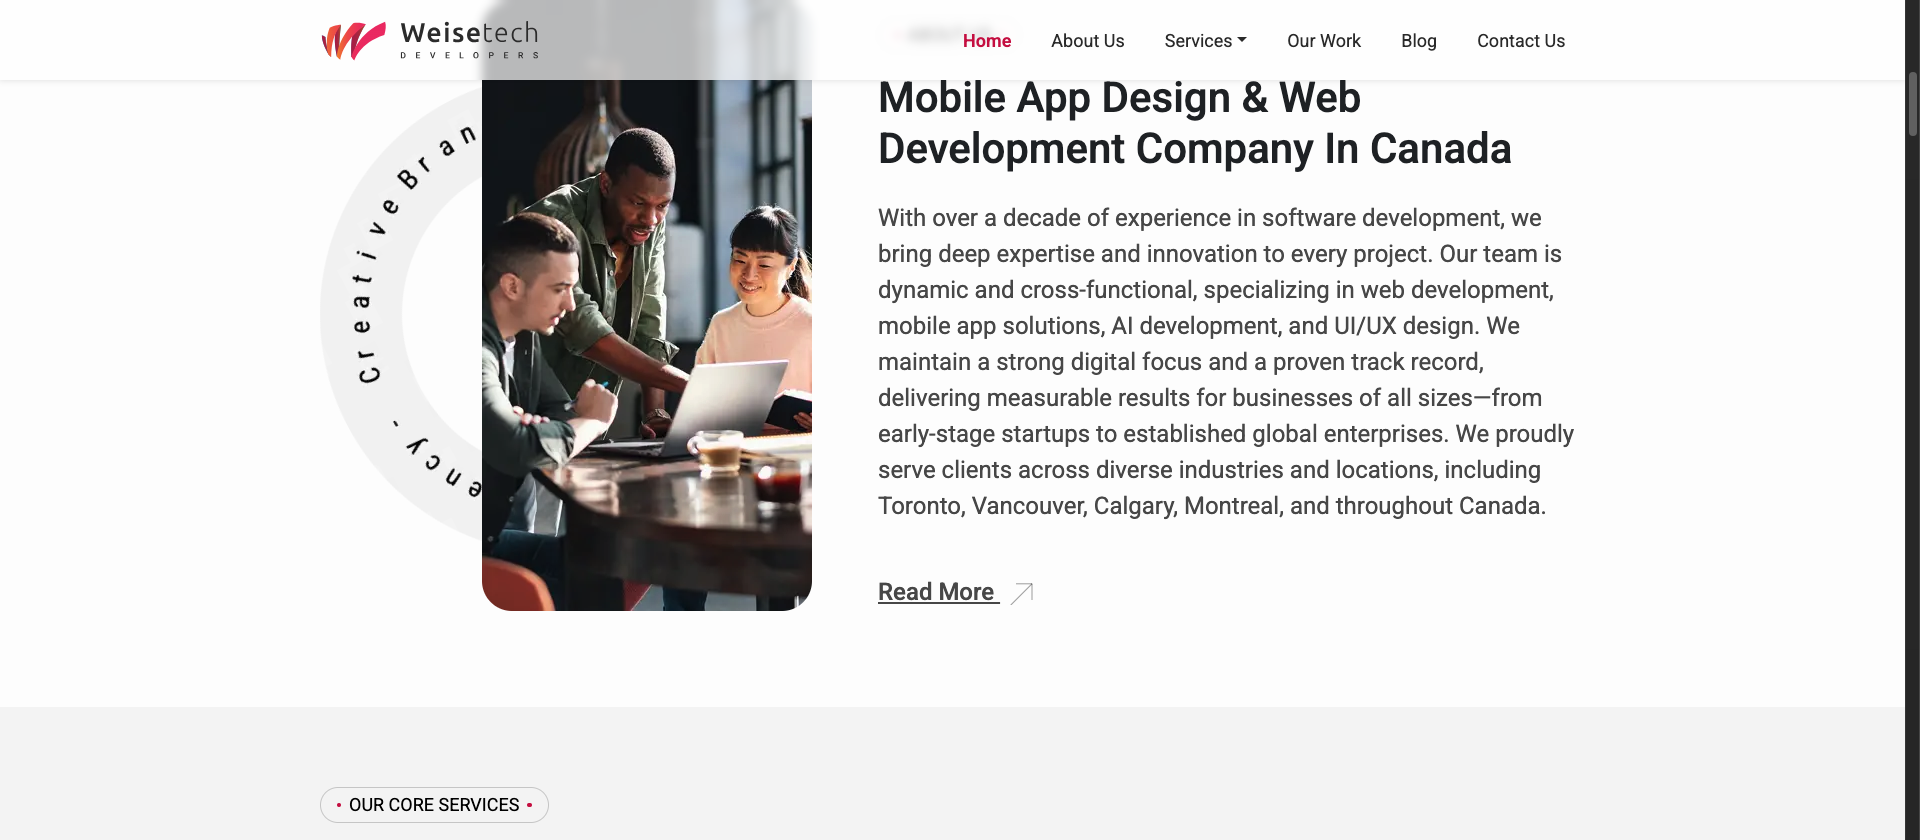 Weisetech
DEVELOPERS
Home
About Us
Services
Our Work
Blog
Contact Us
Creative Bran
ency -
Mobile App Design & Web
Development Company In Canada
With over a decade of experience in software development, we
bring deep expertise and innovation to every project. Our team is
dynamic and cross-functional, specializing in web development,
mobile app solutions, AI development, and UI/UX design. We
maintain a strong digital focus and a proven track record,
delivering measurable results for businesses of all sizes—from
early-stage startups to established global enterprises. We proudly
serve clients across diverse industries and locations, including
Toronto, Vancouver, Calgary, Montreal, and throughout Canada.
Read More
• OUR CORE SERVICES •